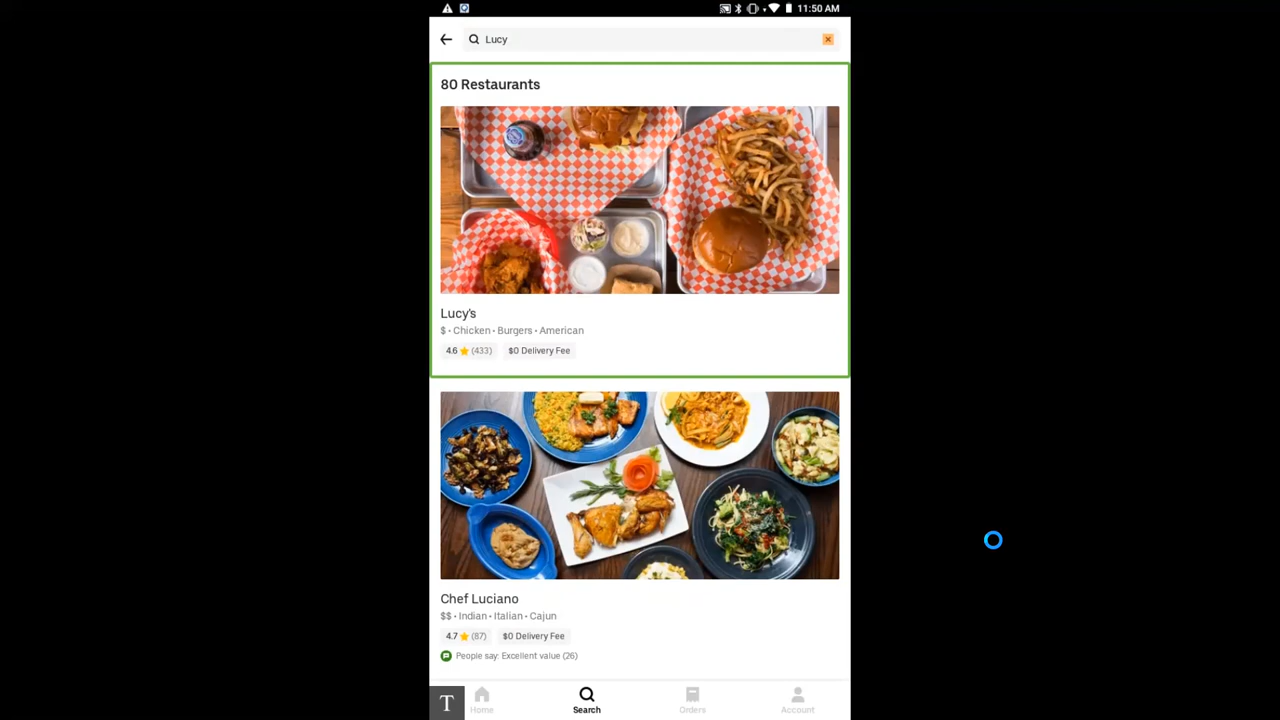 11:50 AM
Lucy
80 Restaurants
Lucy's
$ • Chicken • Burgers • American
4.6 (433) $0 Delivery Fee
Chef Luciano
$$ • Indian • Italian • Cajun
4.7 (87) $0 Delivery Fee
People say: Excellent value (26)
T
Home Search Orders Account